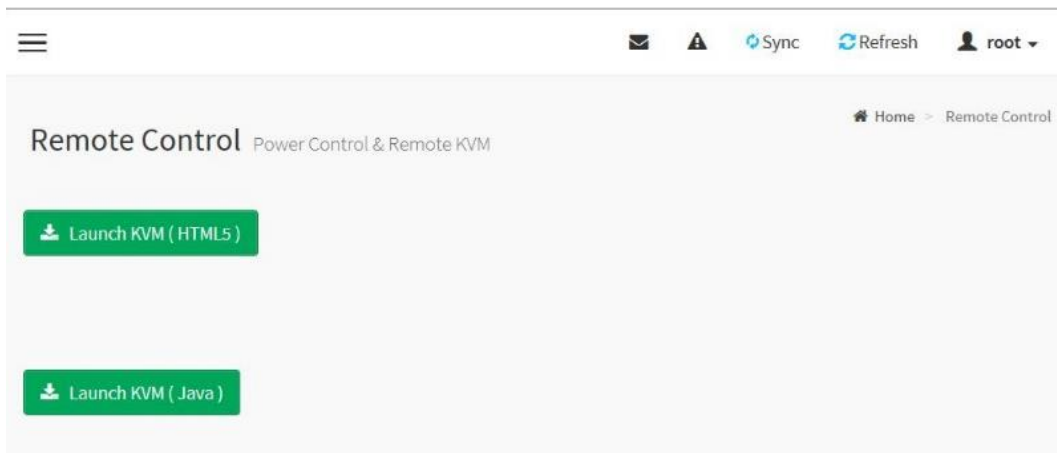 Sync Refresh root
Home > Remote Control
Remote Control Power Control & Remote KVM
Launch KVM ( HTML5 )
Launch KVM ( Java )